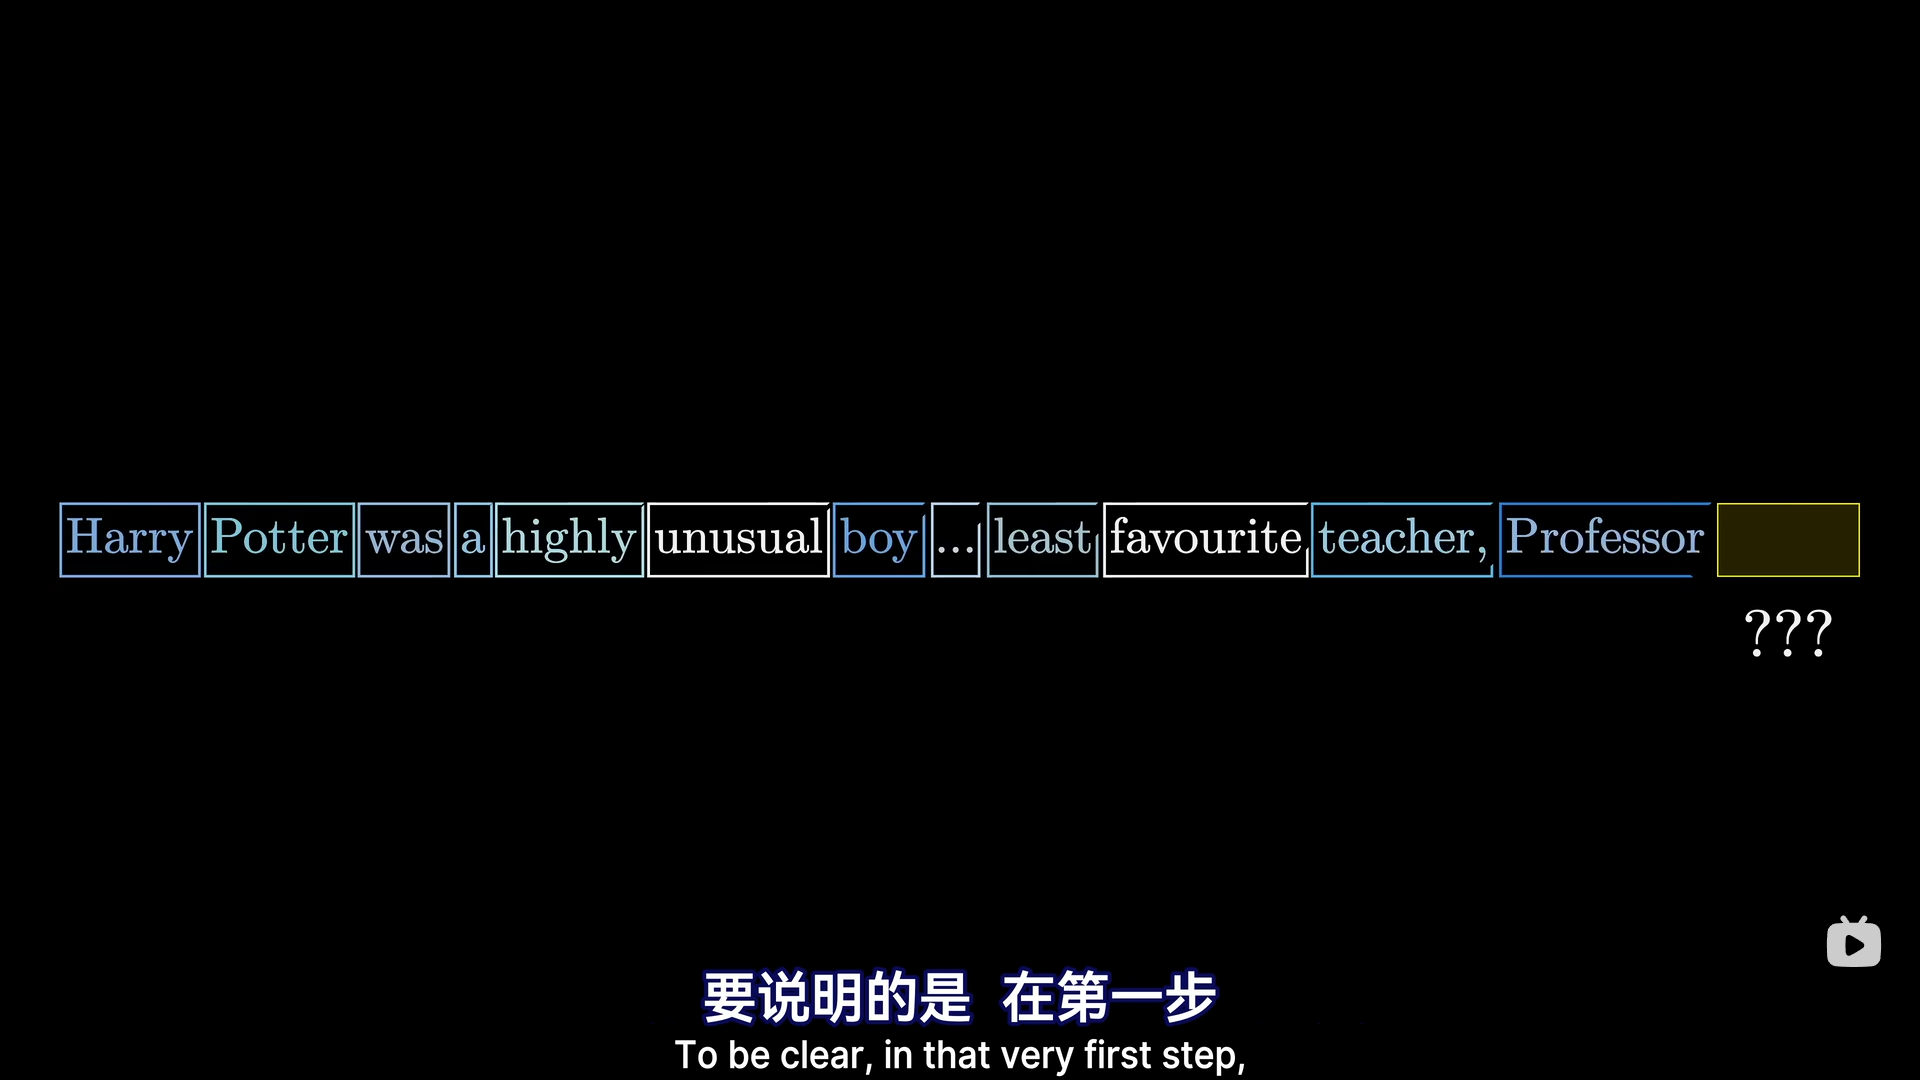 Harry Potter was a highly unusual boy ... least favourite teacher, Professor
???
要说明的是 在第一步
To be clear, in that very first step,